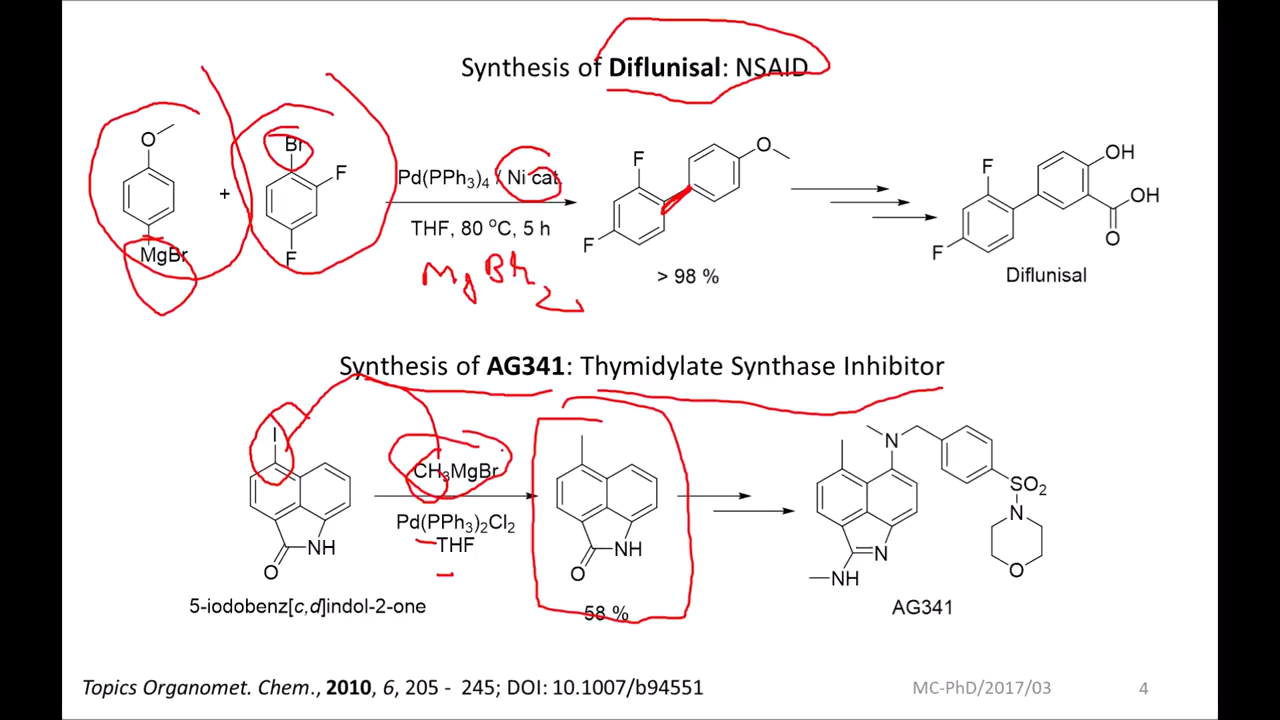 Synthesis of Diflunisal: NSAID
O
MgBr
+
Br
F
F
Pd(PPh3)4 / Ni cat
THF, 80 °C, 5 h
MgBr2
F
F
O
> 98 %
F
F
OH
OH
O
Diflunisal
Synthesis of AG341: Thymidylate Synthase Inhibitor
I
NH
O
5-iodobenz[c,d]indol-2-one
CH3MgBr
Pd(PPh3)2Cl2
THF
NH
O
58 %
N
SO2
N
O
N
NH
AG341
Topics Organomet. Chem., 2010, 6, 205 - 245; DOI: 10.1007/b94551
MC-PhD/2017/03
4